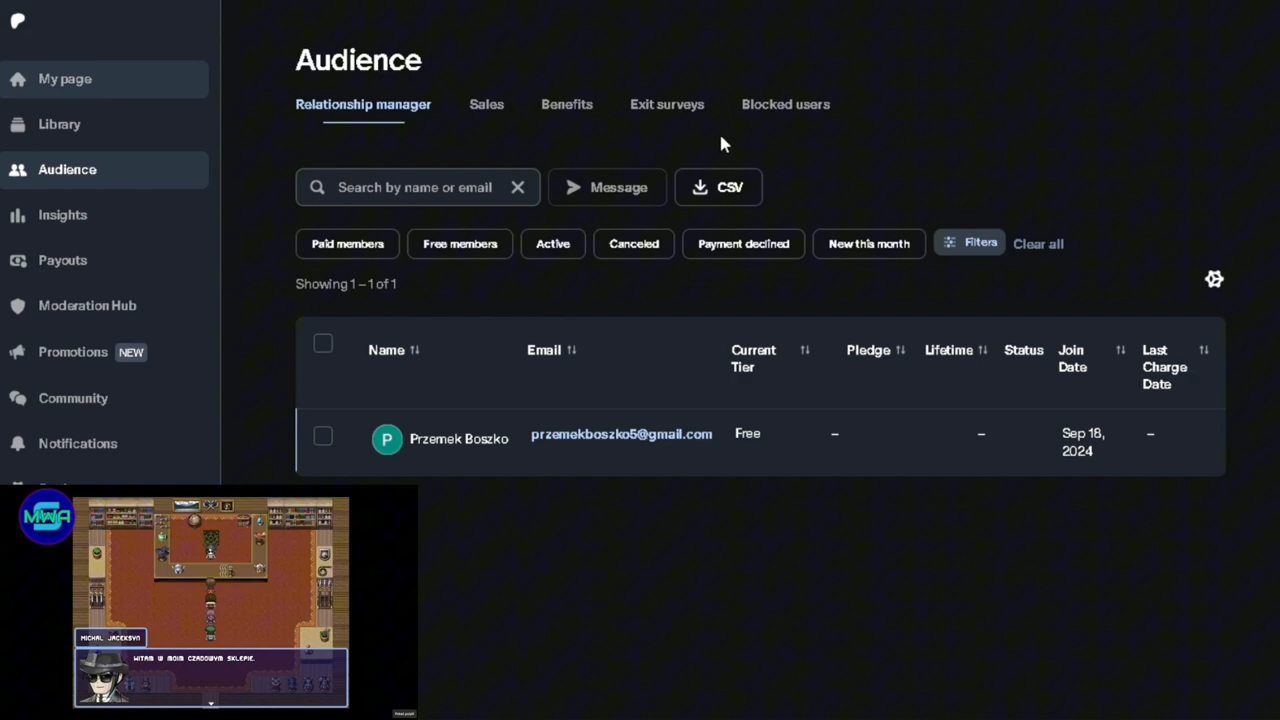 Audience
Relationship manager Sales Benefits Exit surveys Blocked users
Search by name or email Message CSV
Paid members Free members Active Canceled Payment declined New this month Filters Clear all
Showing 1 – 1 of 1
Name Email Current Tier Pledge Lifetime Status Join Date Last Charge Date
P Przemek Boszko przemekboszko5@gmail.com Free – – Sep 18, 2024 –
My page
Library
Audience
Insights
Payouts
Moderation Hub
Promotions NEW
Community
Notifications
MWA
MICHAL JACEKSYN
WITAM W MOIM CZADOWYM SKLEPIE.